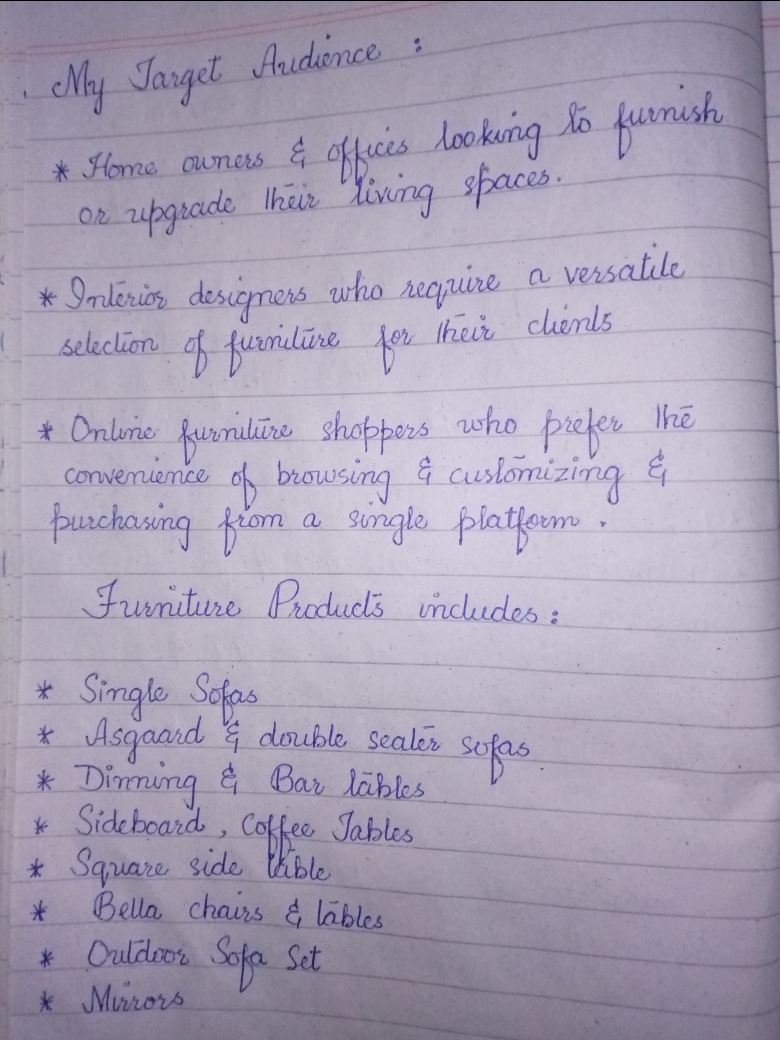 My Target Audience :
* Home owners & offices looking to furnish
or upgrade their living spaces.
* Interior designers who require a versatile
selection of furniture for their clients
* Online furniture shoppers who prefer the
convenience of browsing & customizing &
purchasing from a single platform .
Furniture Products includes :
* Single Sofas
* Asgaard & double seater sofas
* Dinning & Bar tables
* Sideboard , Coffee Tables
* Square side table
* Bella chairs & tables
* Outdoor Sofa Set
* Mirrors